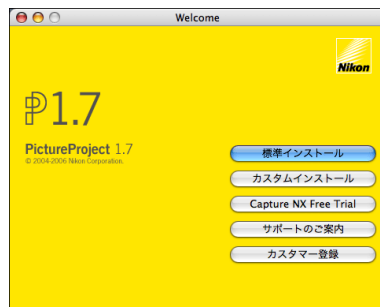 Welcome
Nikon
P1.7
PictureProject 1.7
© 2004-2006 Nikon Corporation.
標準インストール
カスタムインストール
Capture NX Free Trial
サポートのご案内
カスタマー登録